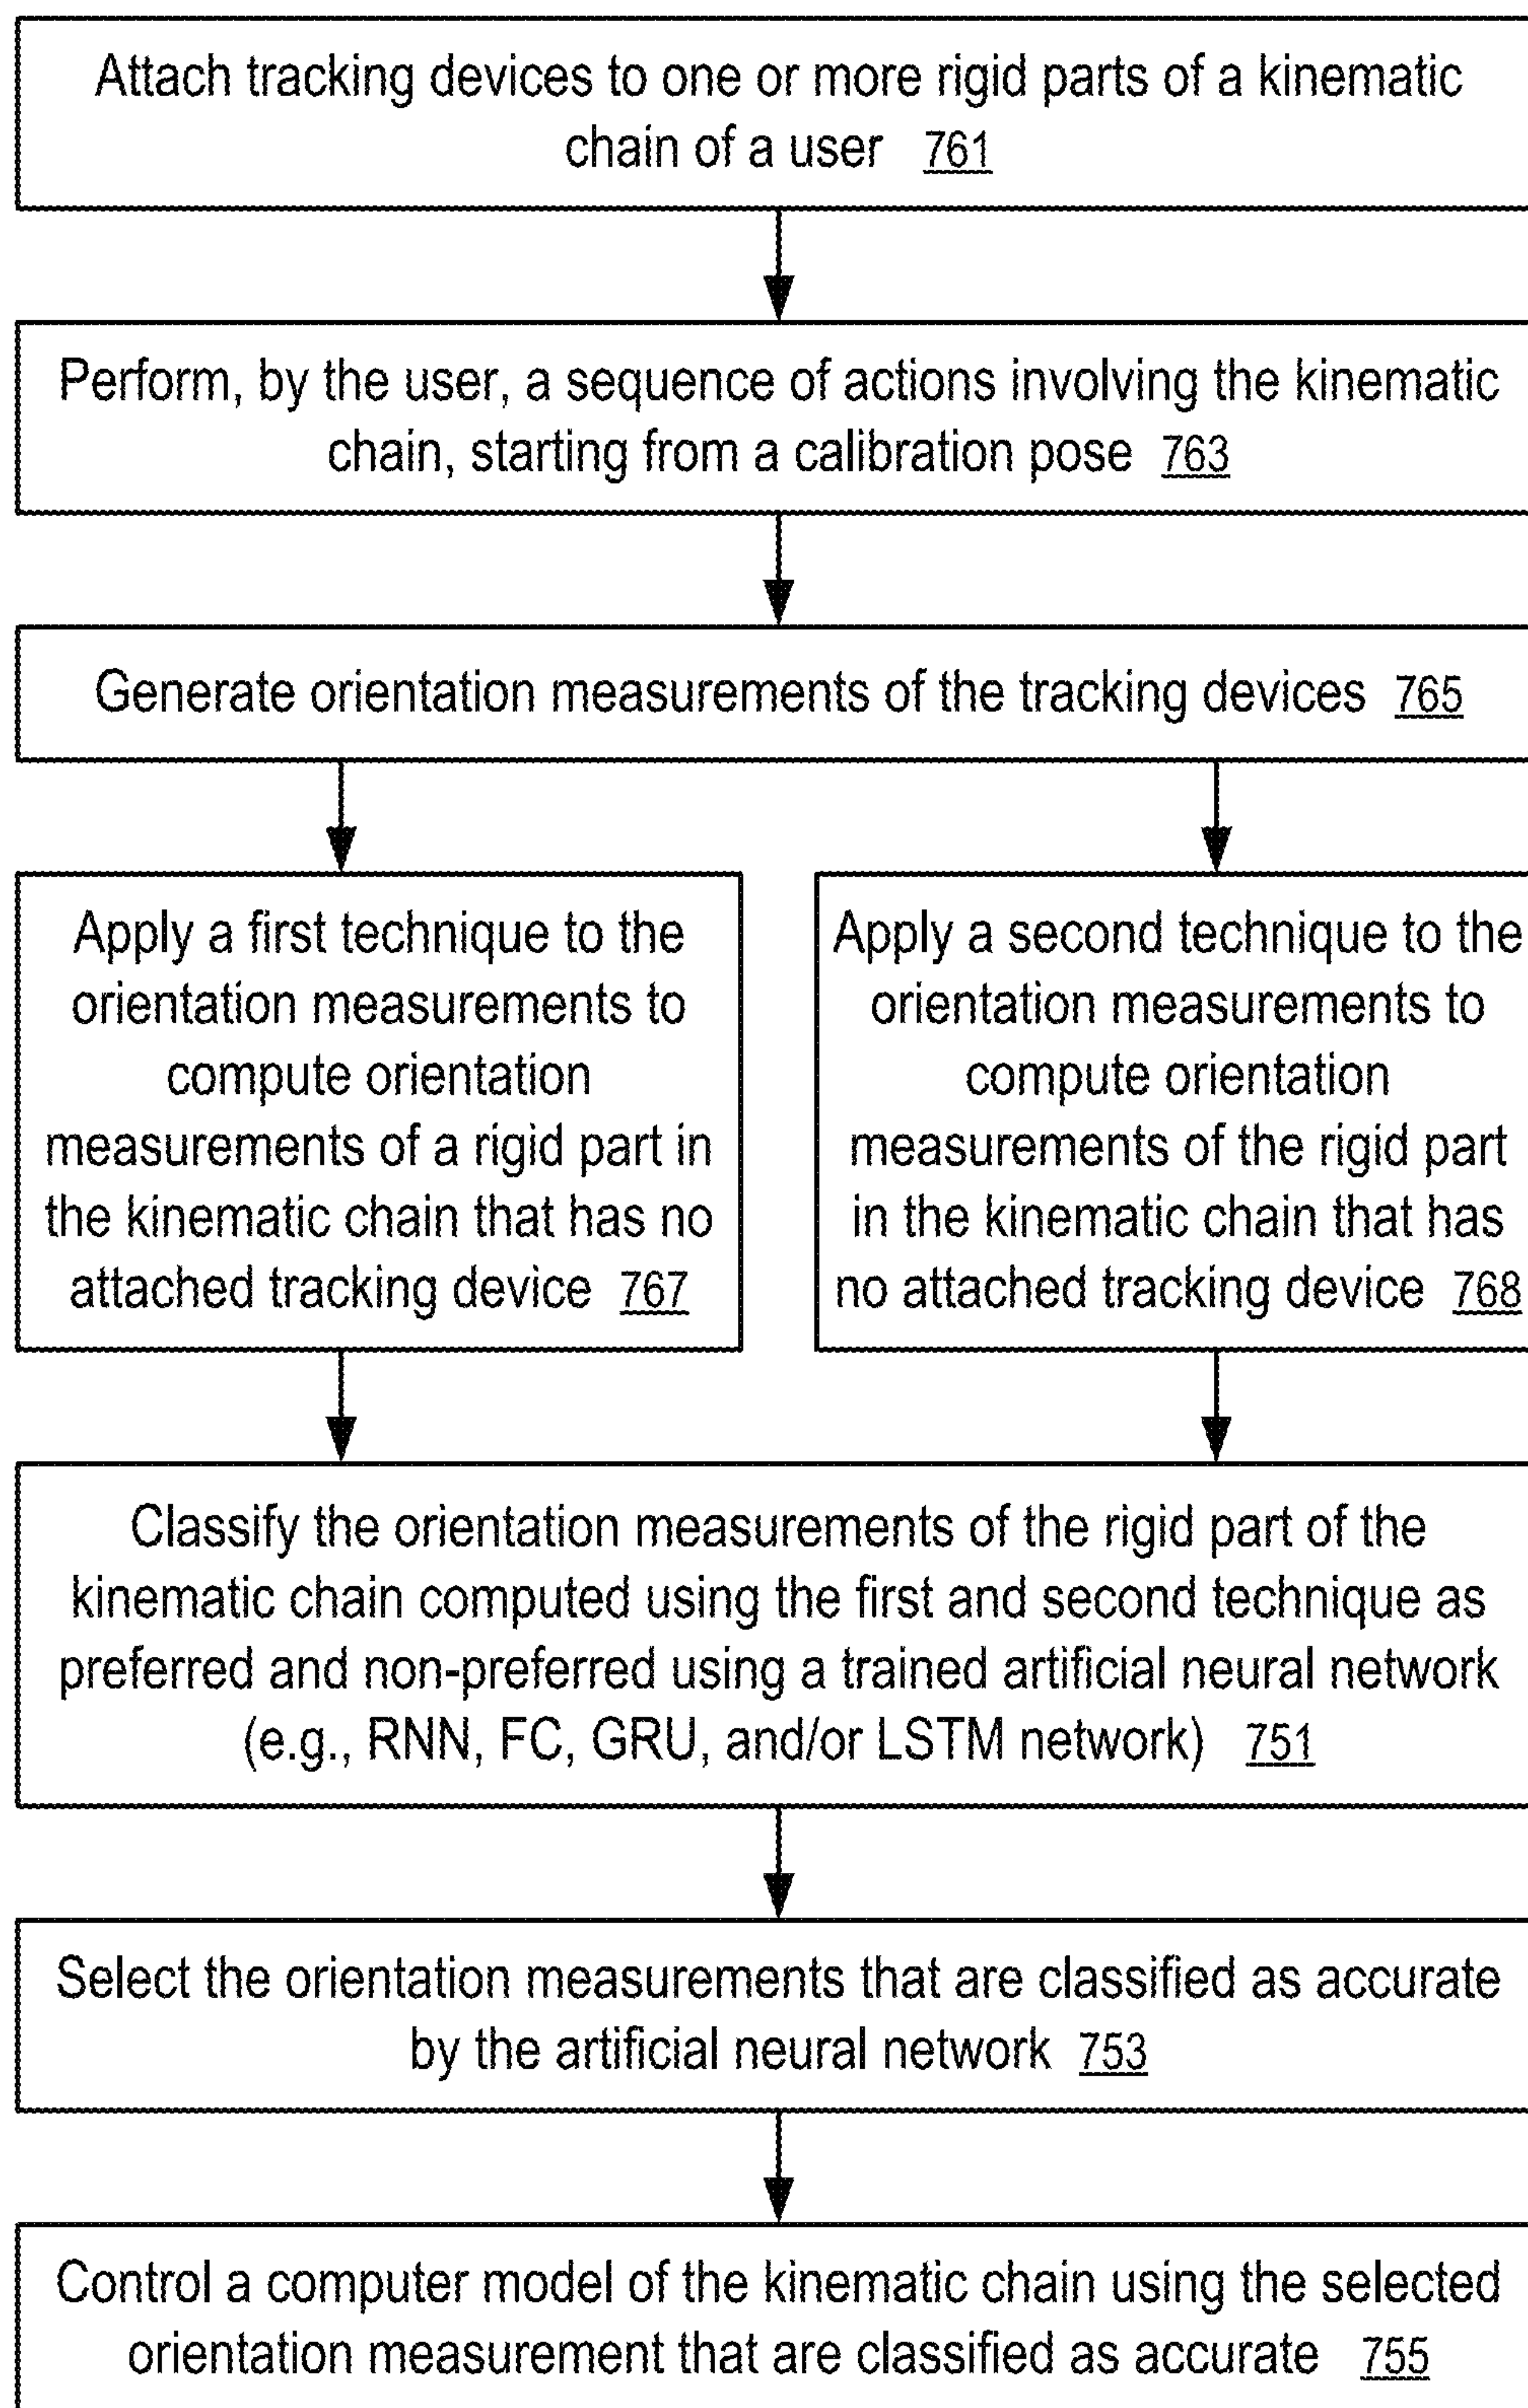 Attach tracking devices to one or more rigid parts of a kinematic
chain of a user 761
Perform, by the user, a sequence of actions involving the kinematic
chain, starting from a calibration pose 763
Generate orientation measurements of the tracking devices 765
Apply a first technique to the
orientation measurements to
compute orientation
measurements of a rigid part in
the kinematic chain that has no
attached tracking device 767
Apply a second technique to the
orientation measurements to
compute orientation
measurements of the rigid part
in the kinematic chain that has
no attached tracking device 768
Classify the orientation measurements of the rigid part of the
kinematic chain computed using the first and second technique as
preferred and non-preferred using a trained artificial neural network
(e.g., RNN, FC, GRU, and/or LSTM network) 751
Select the orientation measurements that are classified as accurate
by the artificial neural network 753
Control a computer model of the kinematic chain using the selected
orientation measurement that are classified as accurate 755